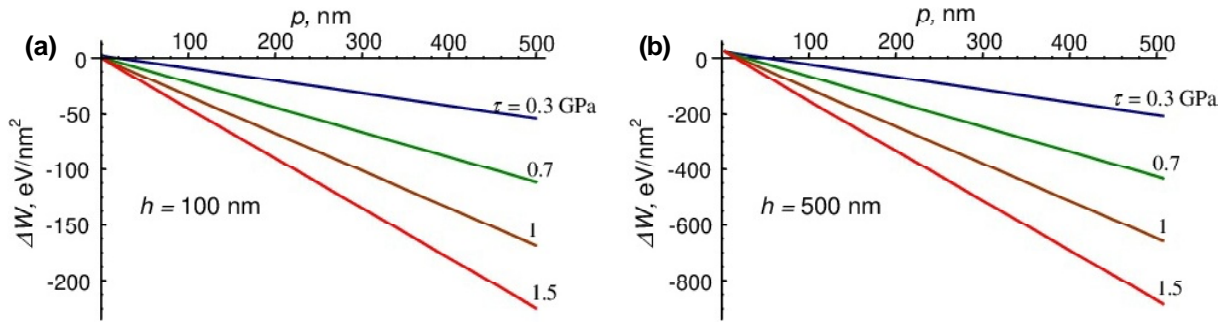 (a)
p, nm
100 200 300 400 500
0
-50
-100
-150
-200
ΔW, eV/nm²
τ = 0.3 GPa
0.7
1
1.5
h = 100 nm
(b)
p, nm
100 200 300 400 500
0
-200
-400
-600
-800
ΔW, eV/nm²
τ = 0.3 GPa
0.7
1
1.5
h = 500 nm